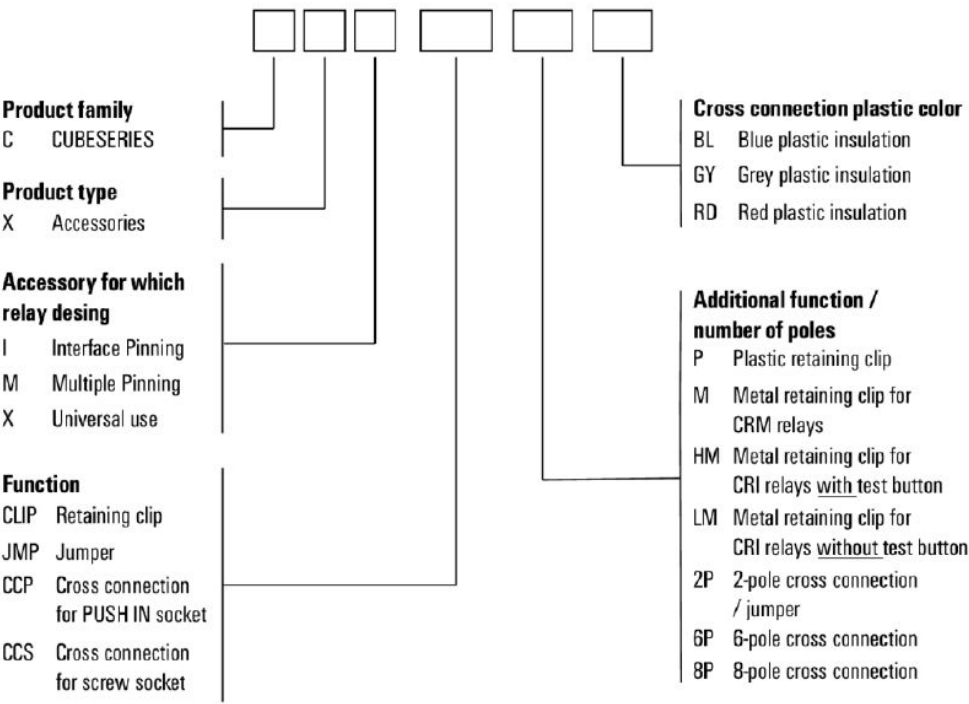 Product family
C CUBESERIES
Product type
X Accessories
Accessory for which
relay desing
I Interface Pinning
M Multiple Pinning
X Universal use
Function
CLIP Retaining clip
JMP Jumper
CCP Cross connection
for PUSH IN socket
CCS Cross connection
for screw socket
Cross connection plastic color
BL Blue plastic insulation
GY Grey plastic insulation
RD Red plastic insulation
Additional function /
number of poles
P Plastic retaining clip
M Metal retaining clip for
CRM relays
HM Metal retaining clip for
CRI relays with test button
LM Metal retaining clip for
CRI relays without test button
2P 2-pole cross connection
/ jumper
6P 6-pole cross connection
8P 8-pole cross connection